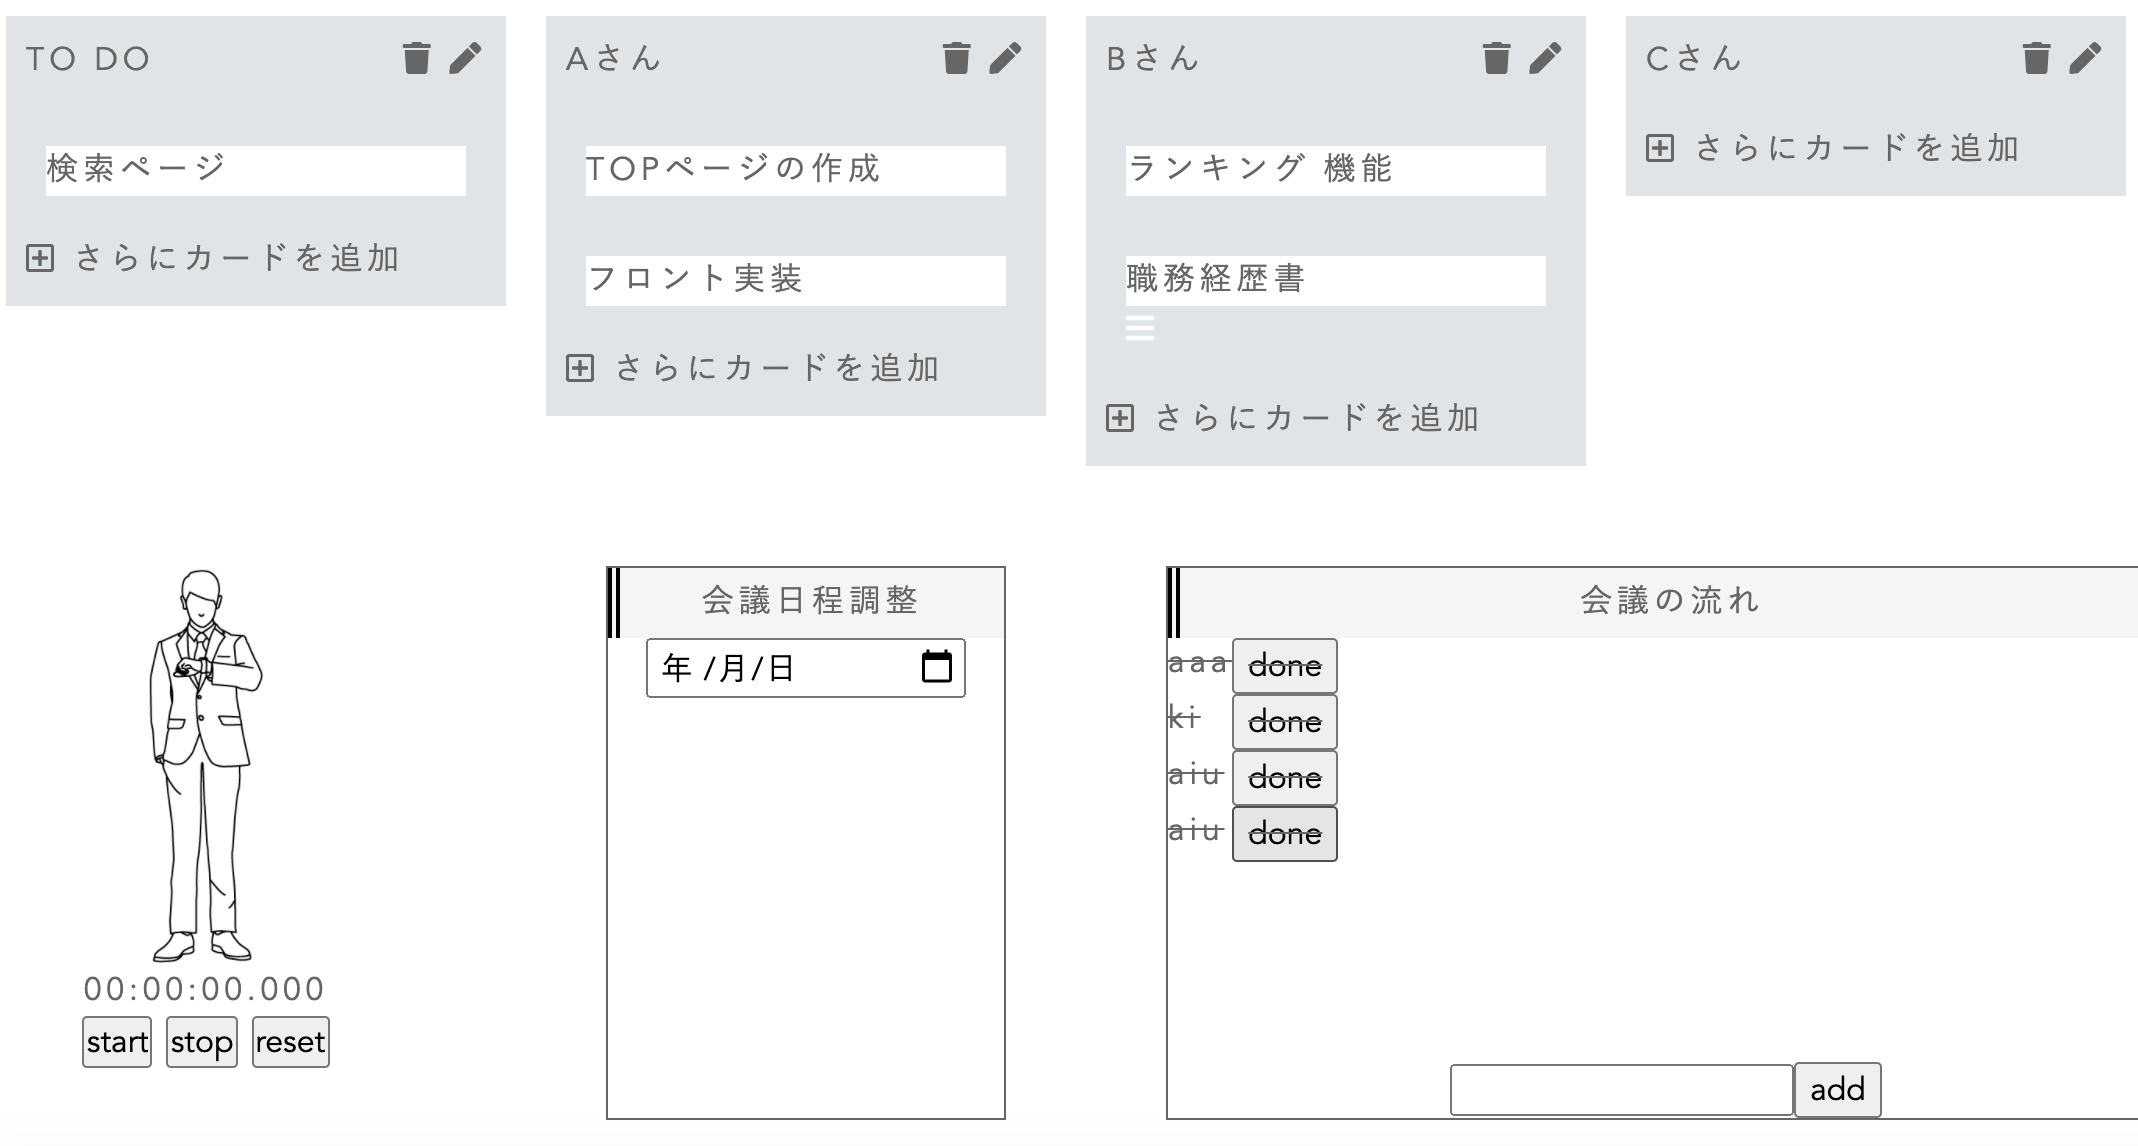 TO DO
検索ページ
さらにカードを追加
Aさん
TOPページの作成
フロント実装
さらにカードを追加
Bさん
ランキング 機能
職務経歴書
さらにカードを追加
Cさん
さらにカードを追加
00:00:00.000
start stop reset
会議日程調整
年 /月/日
会議の流れ
aaa done
ki done
aiu done
aiu done
add